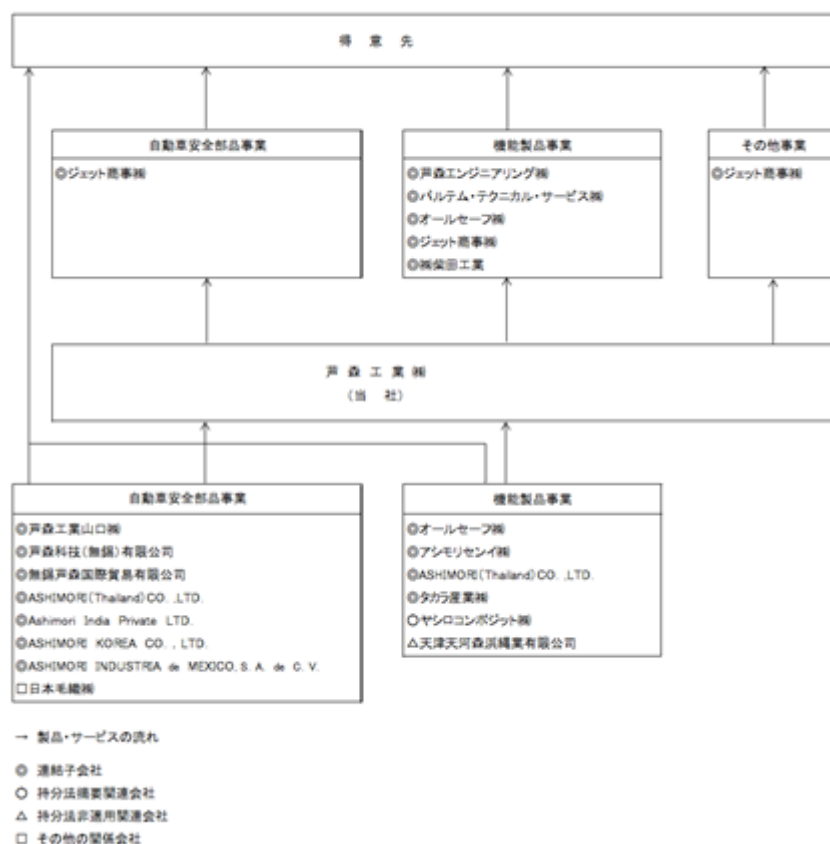 得 意 先
自動車安全部品事業
◎ジェット商事㈱
機能製品事業
◎芦森エンジニアリング㈱
◎パルテム・テクニカル・サービス㈱
◎オールセーフ㈱
◎ジェット商事㈱
◎㈱柴田工業
その他事業
◎ジェット商事㈱
芦 森 工 業 ㈱
(当 社)
自動車安全部品事業
◎芦森工業山口㈱
◎芦森科技(無錫)有限公司
◎無錫芦森国際貿易有限公司
◎ASHIMORI(Thailand)CO.,LTD.
◎Ashimori India Private LTD.
◎ASHIMORI KOREA CO., LTD.
◎ASHIMORI INDUSTRIA de MEXICO,S.A. de C.V.
□日本毛織㈱
機能製品事業
◎オールセーフ㈱
◎アシモリセンイ㈱
◎ASHIMORI(Thailand)CO.,LTD.
◎タカラ産業㈱
○ヤシロコンポジット㈱
△天津天河森浜縄業有限公司
→ 製品・サービスの流れ
◎ 連結子会社
○ 持分法摘要関連会社
△ 持分法非適用関連会社
□ その他の関係会社